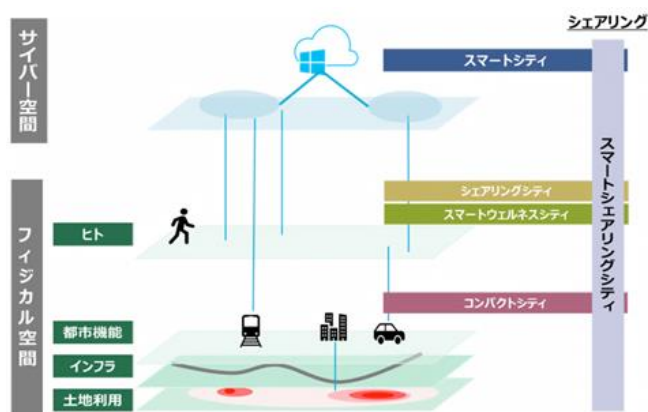 シェアリング
サイバー空間
スマートシティ
スマートシェアリングシティ
フィジカル空間
シェアリングシティ
スマートウェルネスシティ
ヒト
コンパクトシティ
都市機能
インフラ
土地利用